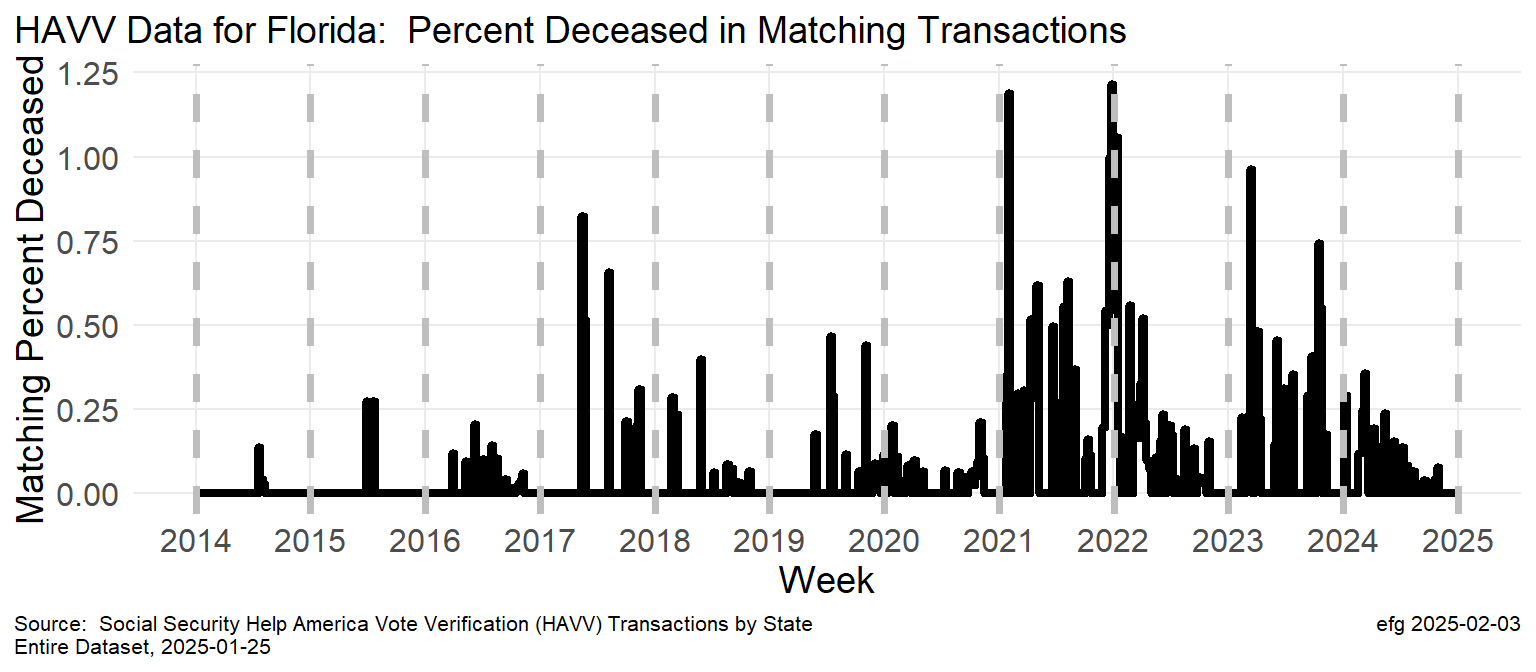 HAVV Data for Florida:  Percent Deceased in Matching Transactions
Matching Percent Deceased
1.25
1.00
0.75
0.50
0.25
0.00
2014 2015 2016 2017 2018 2019 2020 2021 2022 2023 2024 2025
Week
Source:  Social Security Help America Vote Verification (HAVV) Transactions by State
efg 2025-02-03
Entire Dataset, 2025-01-25